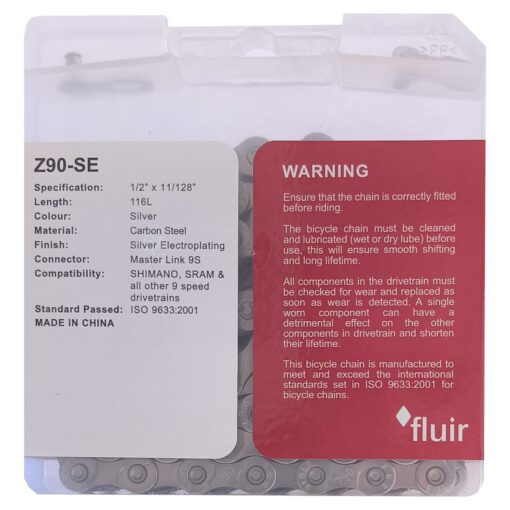 Z90-SE
Specification: 1/2" x 11/128"
Length: 116L
Colour: Silver
Material: Carbon Steel
Finish: Silver Electroplating
Connector: Master Link 9S
Compatibility: SHIMANO, SRAM &
all other 9 speed
drivetrains
Standard Passed: ISO 9633:2001
MADE IN CHINA
WARNING
Ensure that the chain is correctly fitted
before riding.
The bicycle chain must be cleaned
and lubricated (wet or dry lube) before
use, this will ensure smooth shifting
and long lifetime.
All components in the drivetrain must
be checked for wear and replaced as
soon as wear is detected. A single
worn component can have a
detrimental effect on the other
components in drivetrain and shorten
their lifetime.
This bicycle chain is manufactured to
meet and exceed the international
standards set in ISO 9633:2001 for
bicycle chains.
fluir